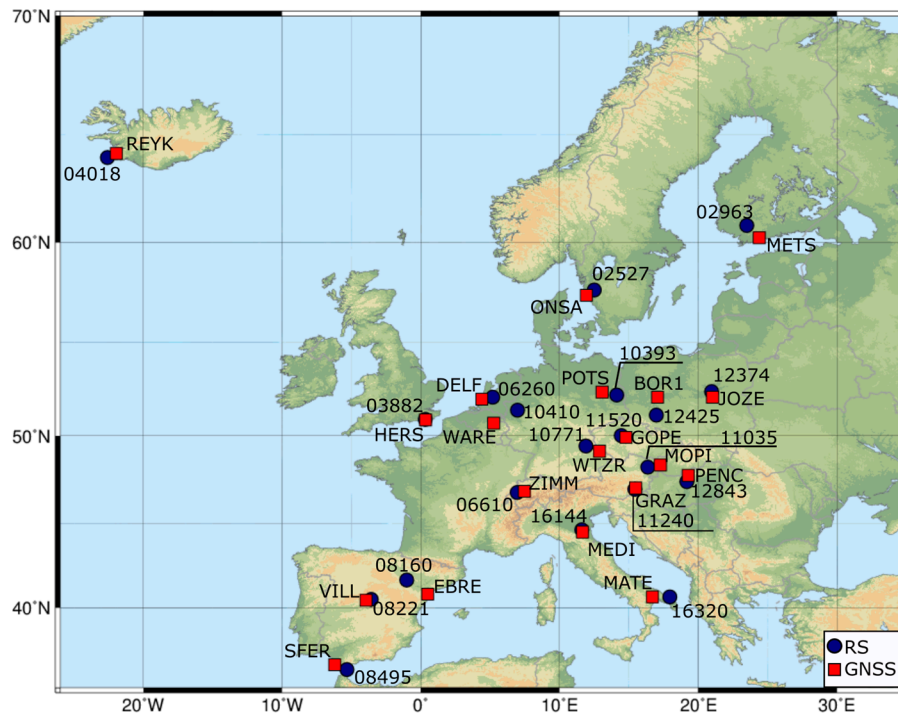 70°N
REYK
04018
02963
60°N
METS
02527
ONSA
10393
DELF
06260
POTS
BOR1
12374
JOZE
03882
HERS
10410
11520
12425
50°N
WARE
10771
GOPE
11035
WTZR
MOPI
PENC
12843
ZIMM
06610
GRAZ
11240
16144
MEDI
08160
VILL
EBRE
MATE
08221
16320
40°N
SFER
08495
RS
GNSS
20°W
10°W
0°
10°E
20°E
30°E